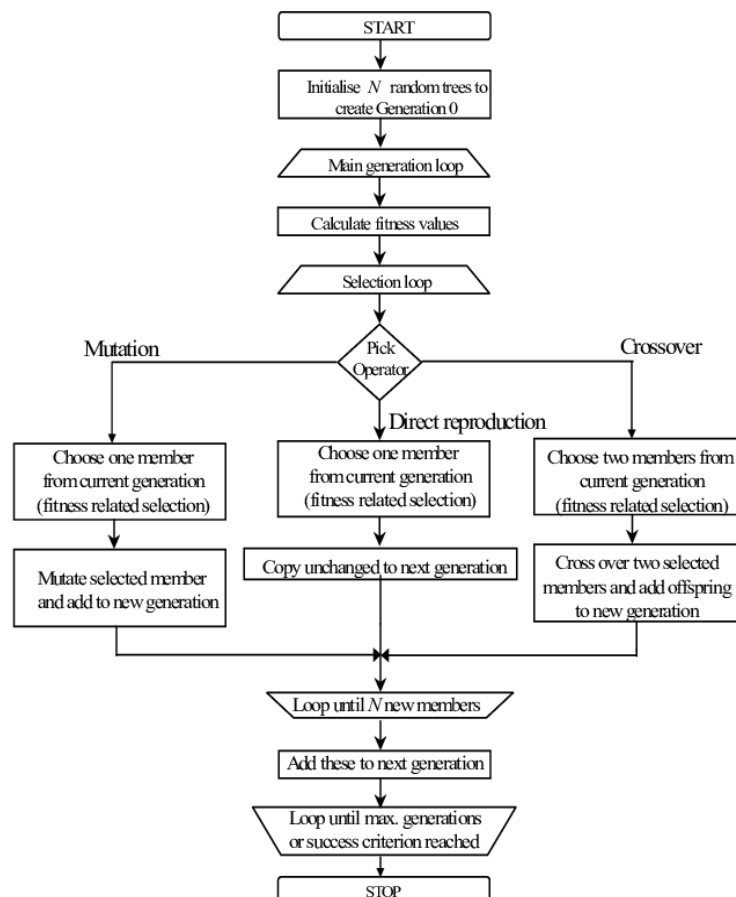 START
Initialise N random trees to
create Generation 0
Main generation loop
Calculate fitness values
Selection loop
Pick
Operator
Mutation
Crossover
Direct reproduction
Choose one member
from current generation
(fitness related selection)
Mutate selected member
and add to new generation
Choose one member
from current generation
(fitness related selection)
Copy unchanged to next generation
Choose two members from
current generation
(fitness related selection)
Cross over two selected
members and add offspring
to new generation
Loop until N new members
Add these to next generation
Loop until max. generations
or success criterion reached
STOP